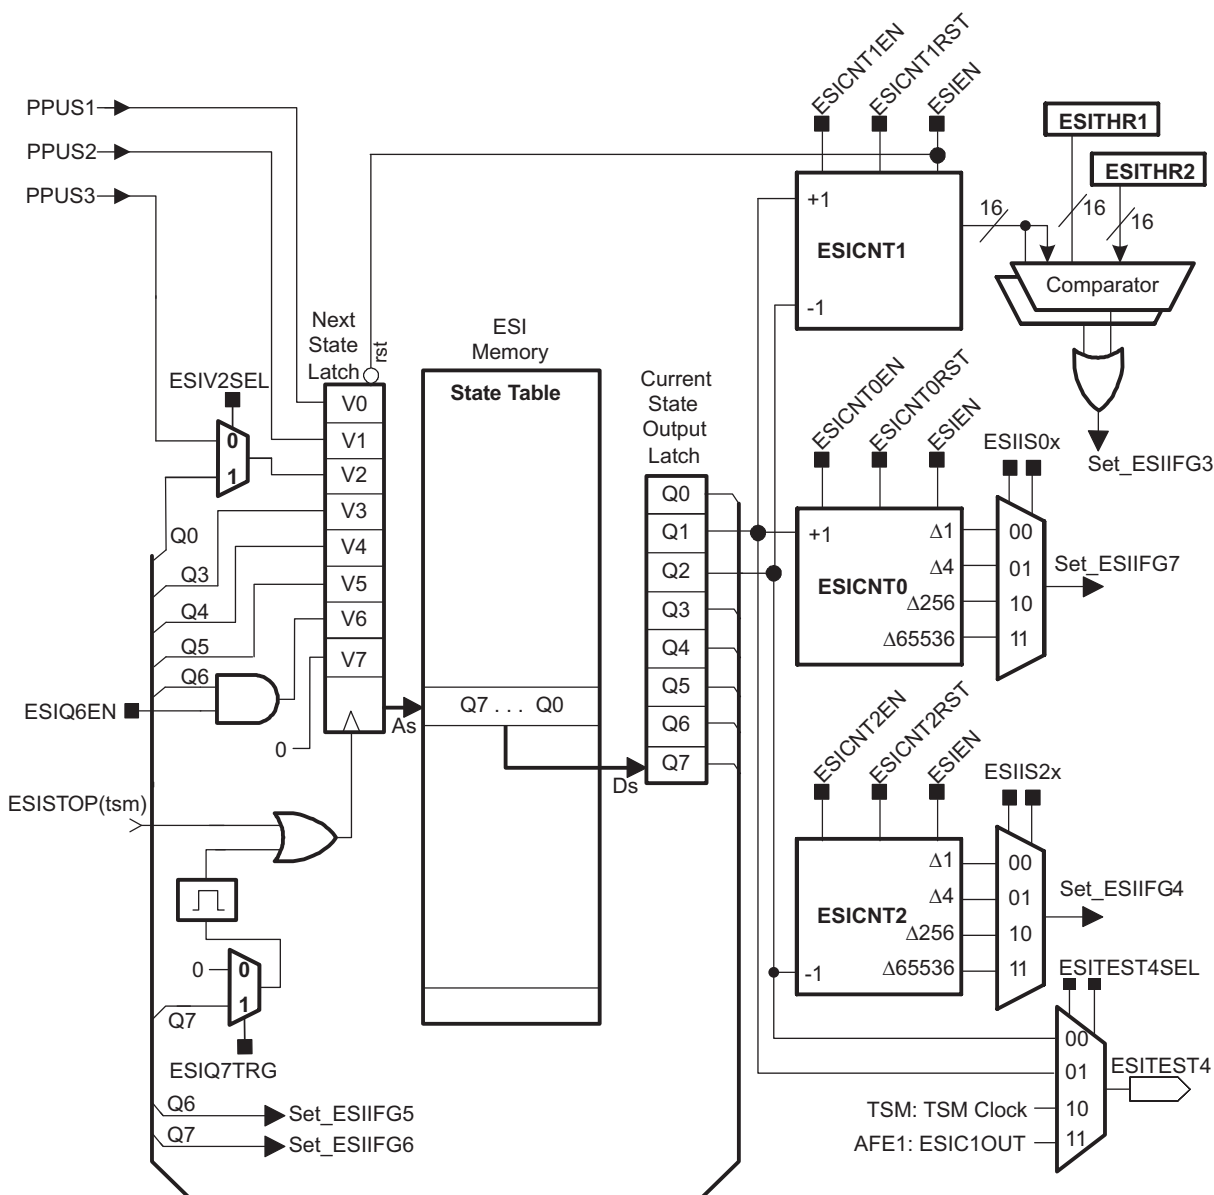 PPUS1
PPUS2
PPUS3
ESIV2SEL
0
1
Next
State
Latch
rst
V0
V1
V2
V3
V4
V5
V6
V7
Q0
Q3
Q4
Q5
Q6
ESIQ6EN
0
ESISTOP(tsm)
0
0
1
Q7
ESIQ7TRG
Q6
Set_ESIIFG5
Q7
Set_ESIIFG6
As
ESI
Memory
State Table
Q7 . . . Q0
Ds
Current
State
Output
Latch
Q0
Q1
Q2
Q3
Q4
Q5
Q6
Q7
ESICNT1EN
ESICNT1RST
ESIEN
+1
ESICNT1
-1
16
ESITHR1
ESITHR2
16
16
Comparator
Set_ESIIFG3
ESICNT0EN
ESICNT0RST
ESIEN
ESIIS0x
+1
ESICNT0
Δ1
Δ4
Δ256
Δ65536
00
01
10
11
Set_ESIIFG7
ESICNT2EN
ESICNT2RST
ESIEN
ESIIS2x
ESICNT2
-1
Δ1
Δ4
Δ256
Δ65536
00
01
10
11
Set_ESIIFG4
ESITEST4SEL
00
01
10
11
TSM: TSM Clock
AFE1: ESIC1OUT
ESITEST4